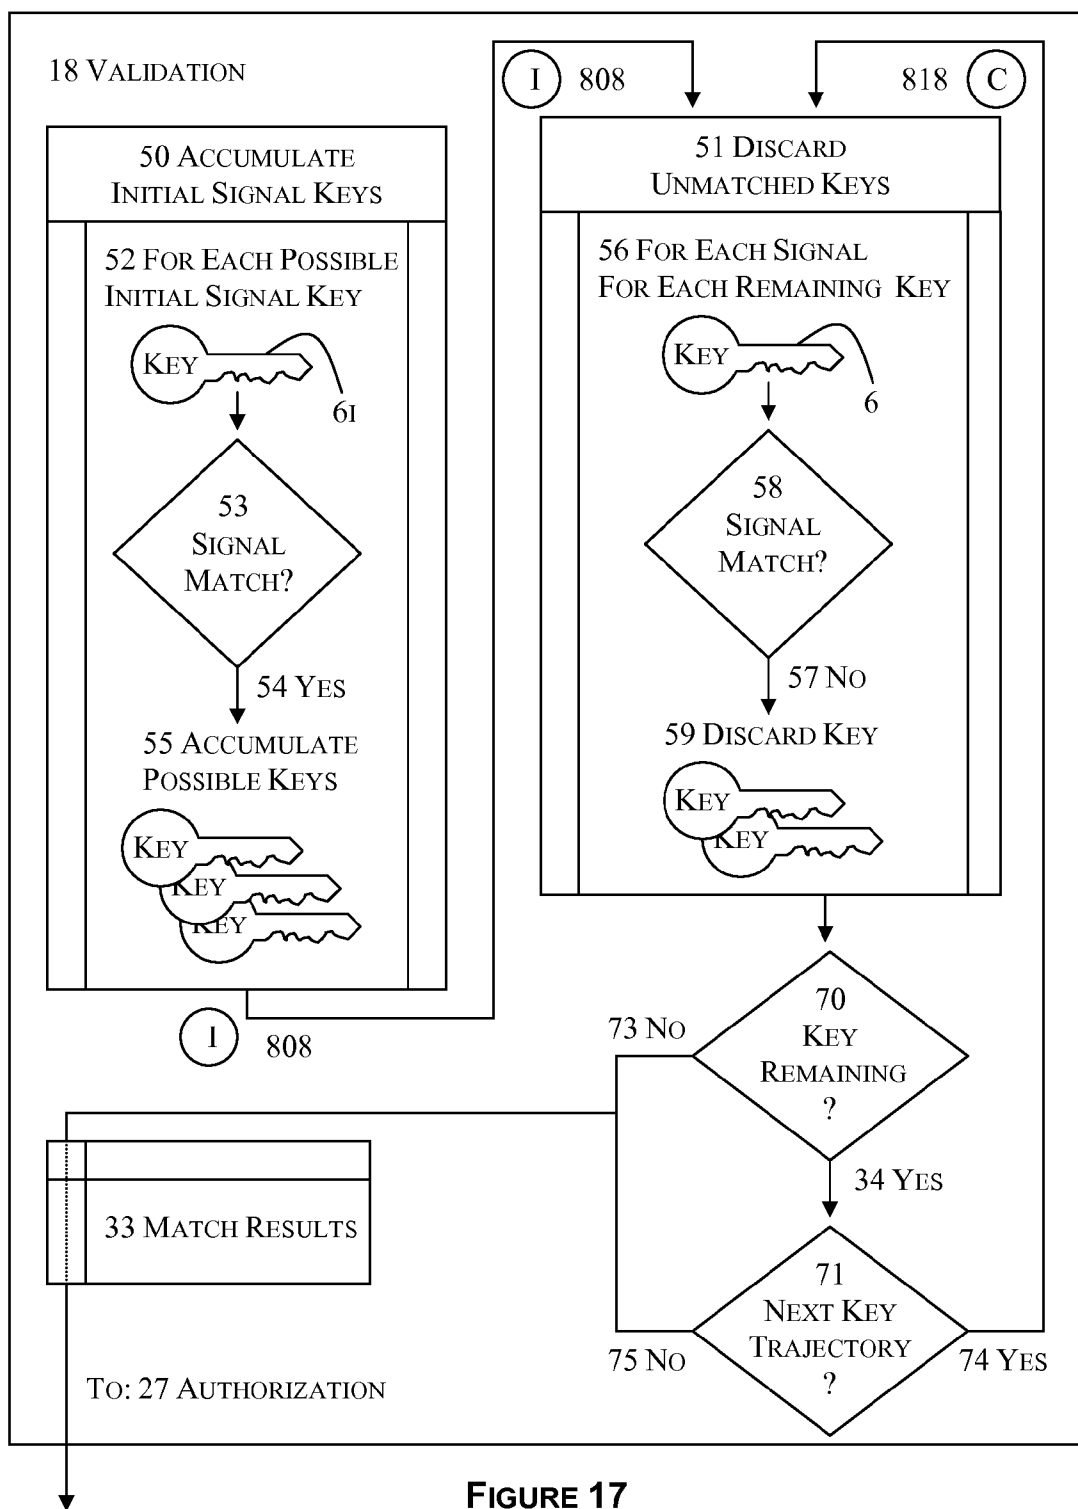 18 VALIDATION
50 ACCUMULATE
INITIAL SIGNAL KEYS
52 FOR EACH POSSIBLE
INITIAL SIGNAL KEY
KEY
6I
53
SIGNAL
MATCH?
54 YES
55 ACCUMULATE
POSSIBLE KEYS
KEY
KEY
KEY
I
808
I
808
818
C
51 DISCARD
UNMATCHED KEYS
56 FOR EACH SIGNAL
FOR EACH REMAINING KEY
KEY
6
58
SIGNAL
MATCH?
57 NO
59 DISCARD KEY
KEY
KEY
70
KEY
REMAINING
?
73 NO
34 YES
71
NEXT KEY
TRAJECTORY
?
75 NO
74 YES
33 MATCH RESULTS
TO: 27 AUTHORIZATION
FIGURE 17